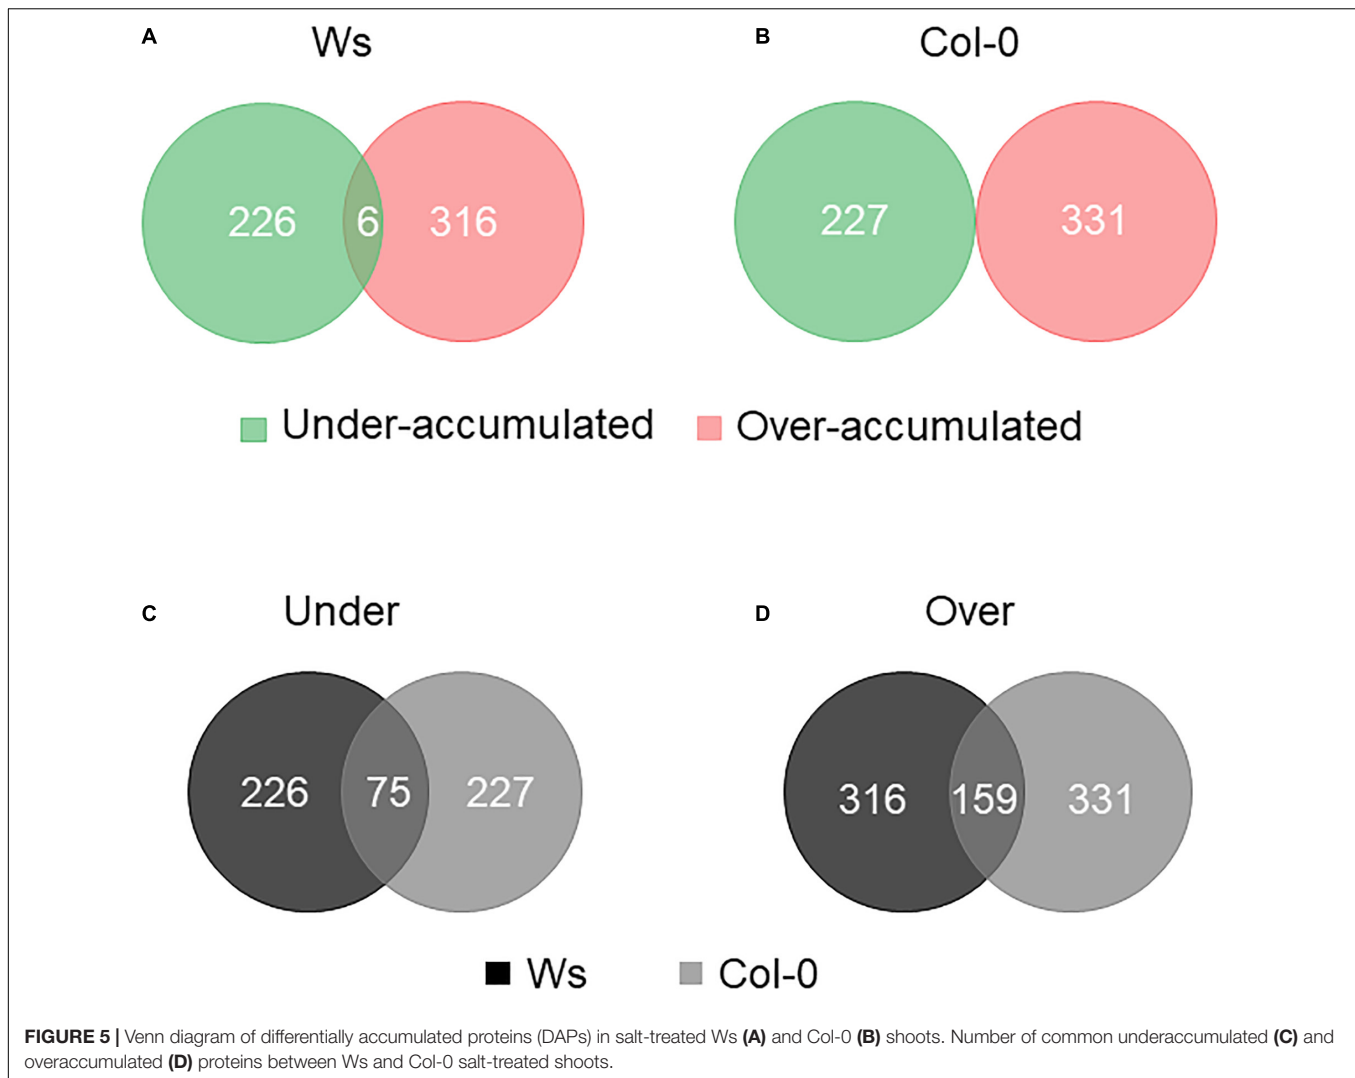 A
Ws
B
Col-0
226
6
316
227
331
Under-accumulated
Over-accumulated
C
Under
D
Over
226
75
227
316
159
331
Ws
Col-0
FIGURE 5 | Venn diagram of differentially accumulated proteins (DAPs) in salt-treated Ws (A) and Col-0 (B) shoots. Number of common underaccumulated (C) and
overaccumulated (D) proteins between Ws and Col-0 salt-treated shoots.